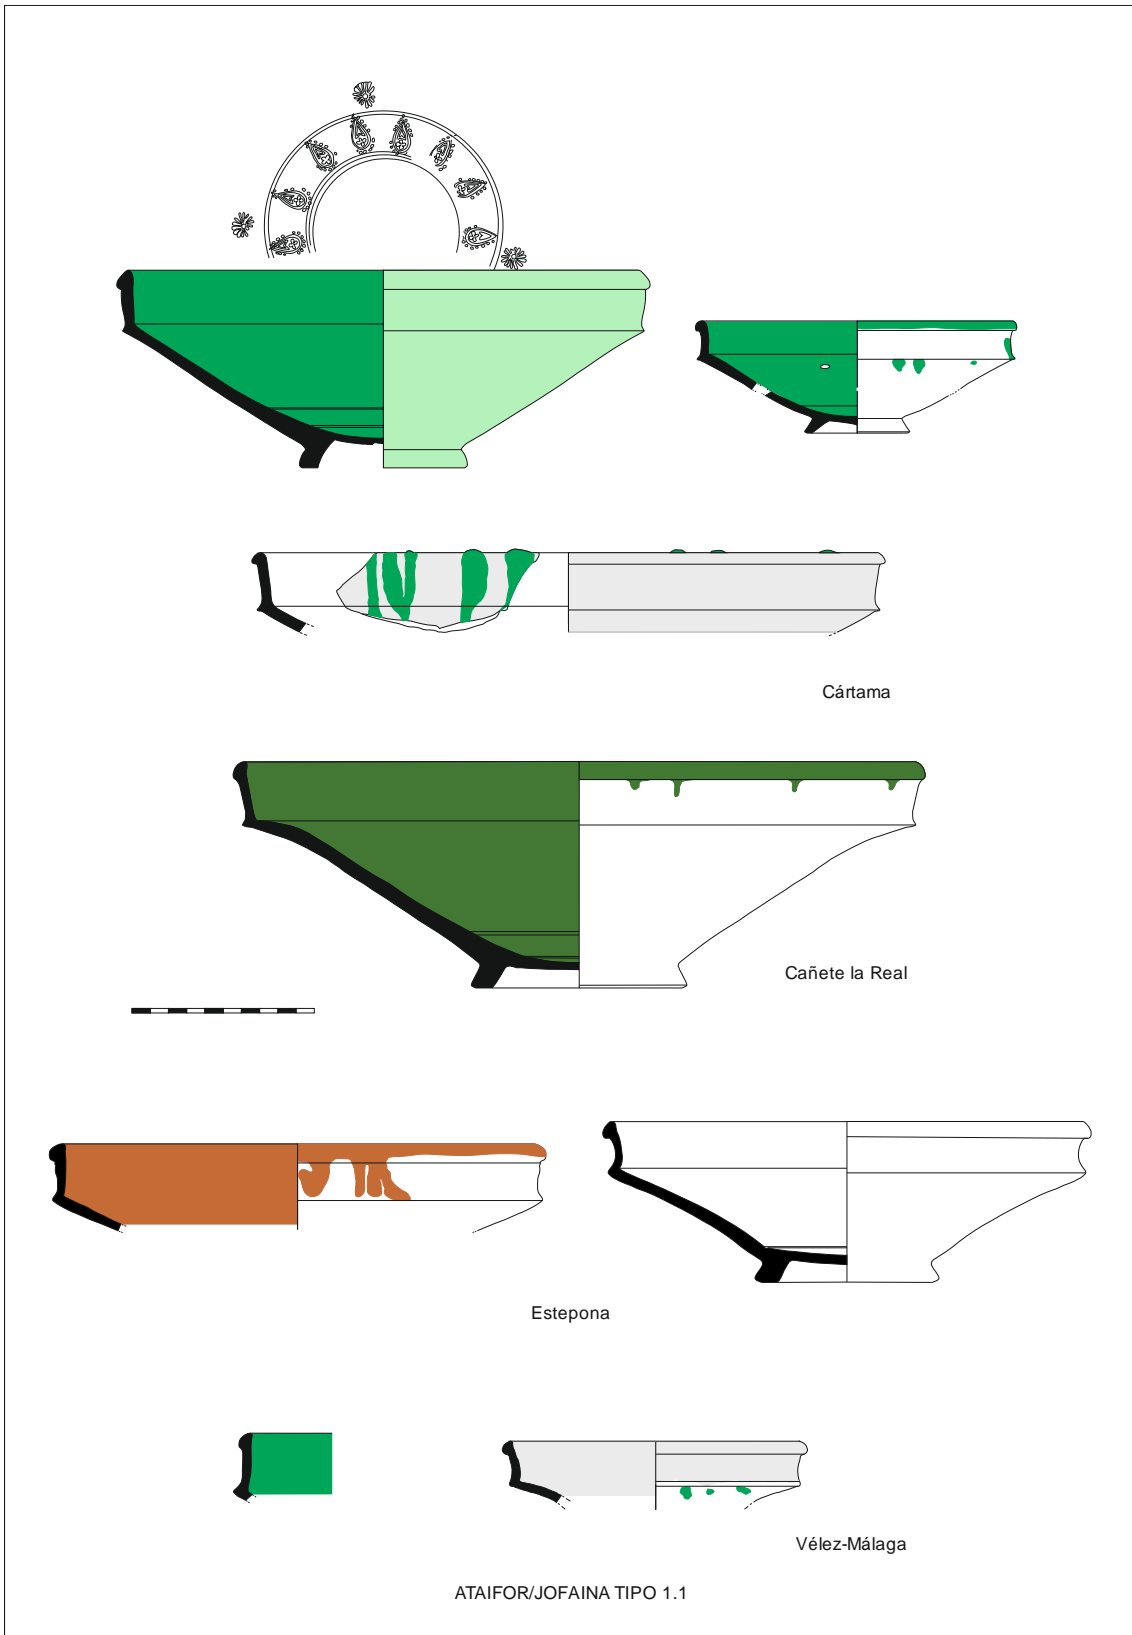 Cártama
Cañete la Real
Estepona
Vélez-Málaga
ATAIFOR/JOFAINA TIPO 1.1